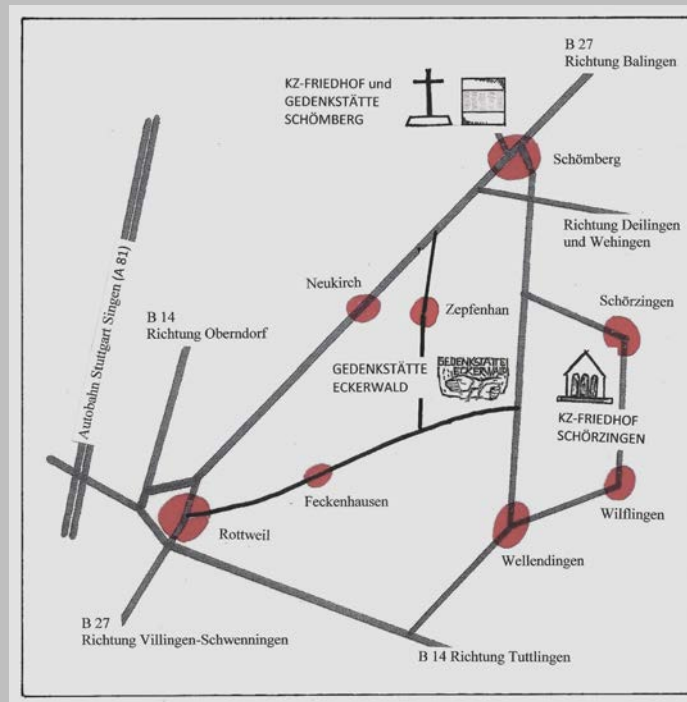 B 27
Richtung Balingen
KZ-FRIEDHOF und
GEDENKSTÄTTE
SCHÖMBERG
Schömberg
Richtung Deilingen
und Wehingen
Autobahn Stuttgart Singen (A 81)
Neukirch
Zepfenhan
Schörzingen
B 14
Richtung Oberndorf
GEDENKSTÄTTE
ECKERWALD
GEDENKSTÄTTE
ECKERWALD
KZ-FRIEDHOF
SCHÖRZINGEN
Feckenhausen
Wilflingen
Rottweil
Wellendingen
B 27
Richtung Villingen-Schwenningen
B 14 Richtung Tuttlingen